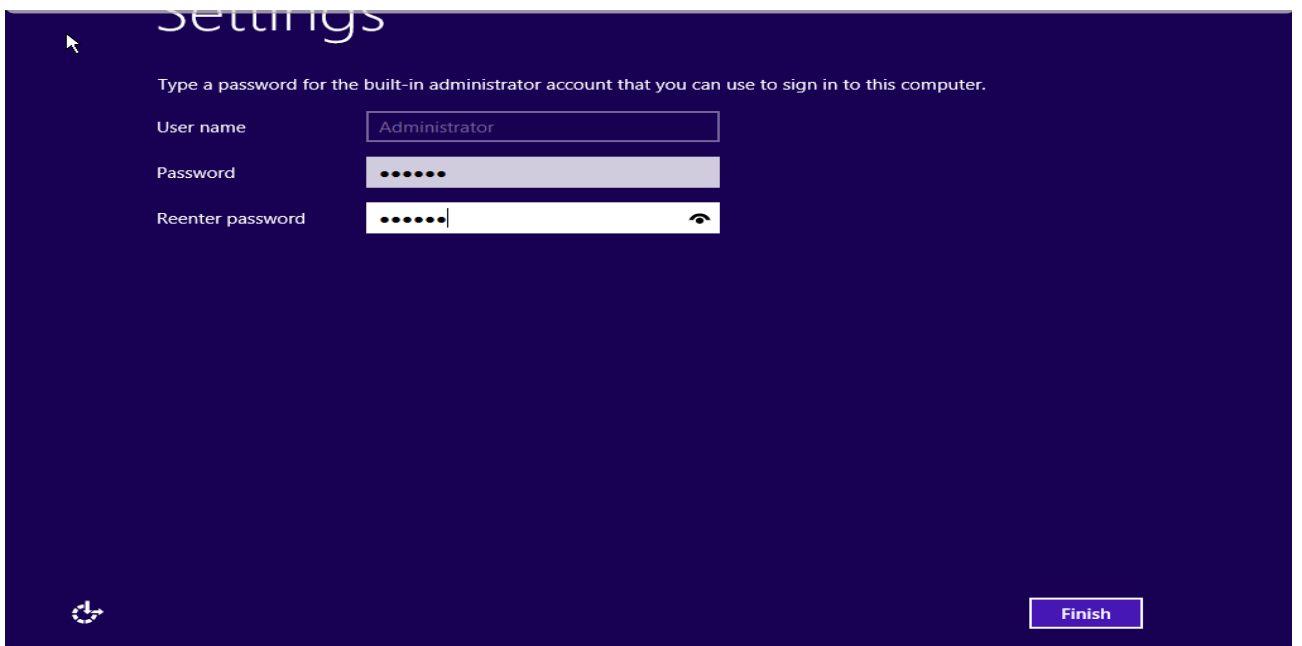 Settings
Type a password for the built-in administrator account that you can use to sign in to this computer.
User name Administrator
Password ••••••
Reenter password ••••••
Finish